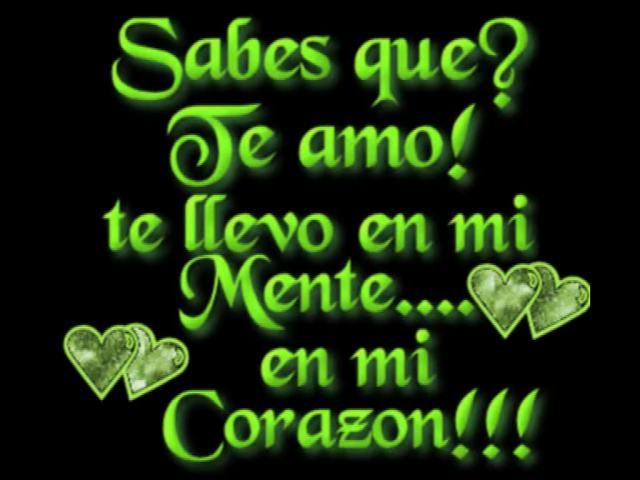 Sabes que?
Te amo!
te llevo en mi
Mente....
en mi
Corazon!!!